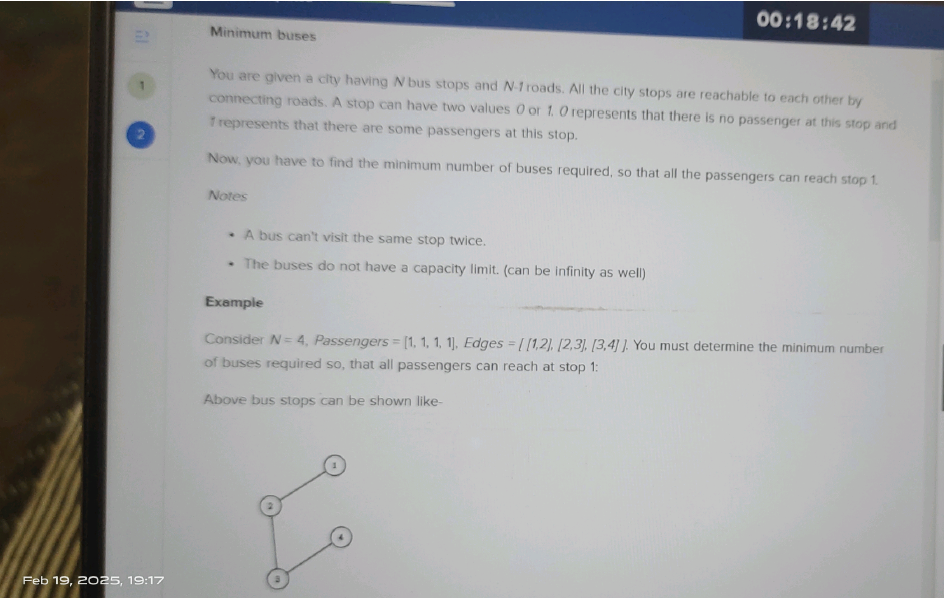 00:18:42
Minimum buses
1
2
You are given a city having N bus stops and N-1 roads. All the city stops are reachable to each other by
connecting roads. A stop can have two values 0 or 1. 0 represents that there is no passenger at this stop and
1 represents that there are some passengers at this stop.
Now, you have to find the minimum number of buses required, so that all the passengers can reach stop 1.
Notes
• A bus can't visit the same stop twice.
• The buses do not have a capacity limit. (can be infinity as well)
Example
Consider N = 4, Passengers = [1, 1, 1, 1], Edges = [ [1,2], [2,3], [3,4] ]. You must determine the minimum number
of buses required so, that all passengers can reach at stop 1:
Above bus stops can be shown like-
1
2
4
3
Feb 19, 2025, 19:17